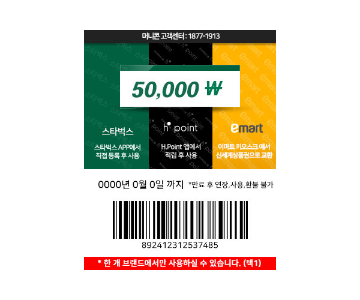 머니콘 고객센터 : 1877-1913
50,000 ₩
스타벅스
스타벅스 APP에서
직접 등록 후 사용
h point
H.Point 앱에서
적립 후 사용
emart
이마트 키오스크에서
신세계상품권으로 교환
0000년 0월 0일 까지 *만료 후 연장,사용,환불 불가
892412312537485
* 한 개 브랜드에서만 사용하실 수 있습니다. (택1)